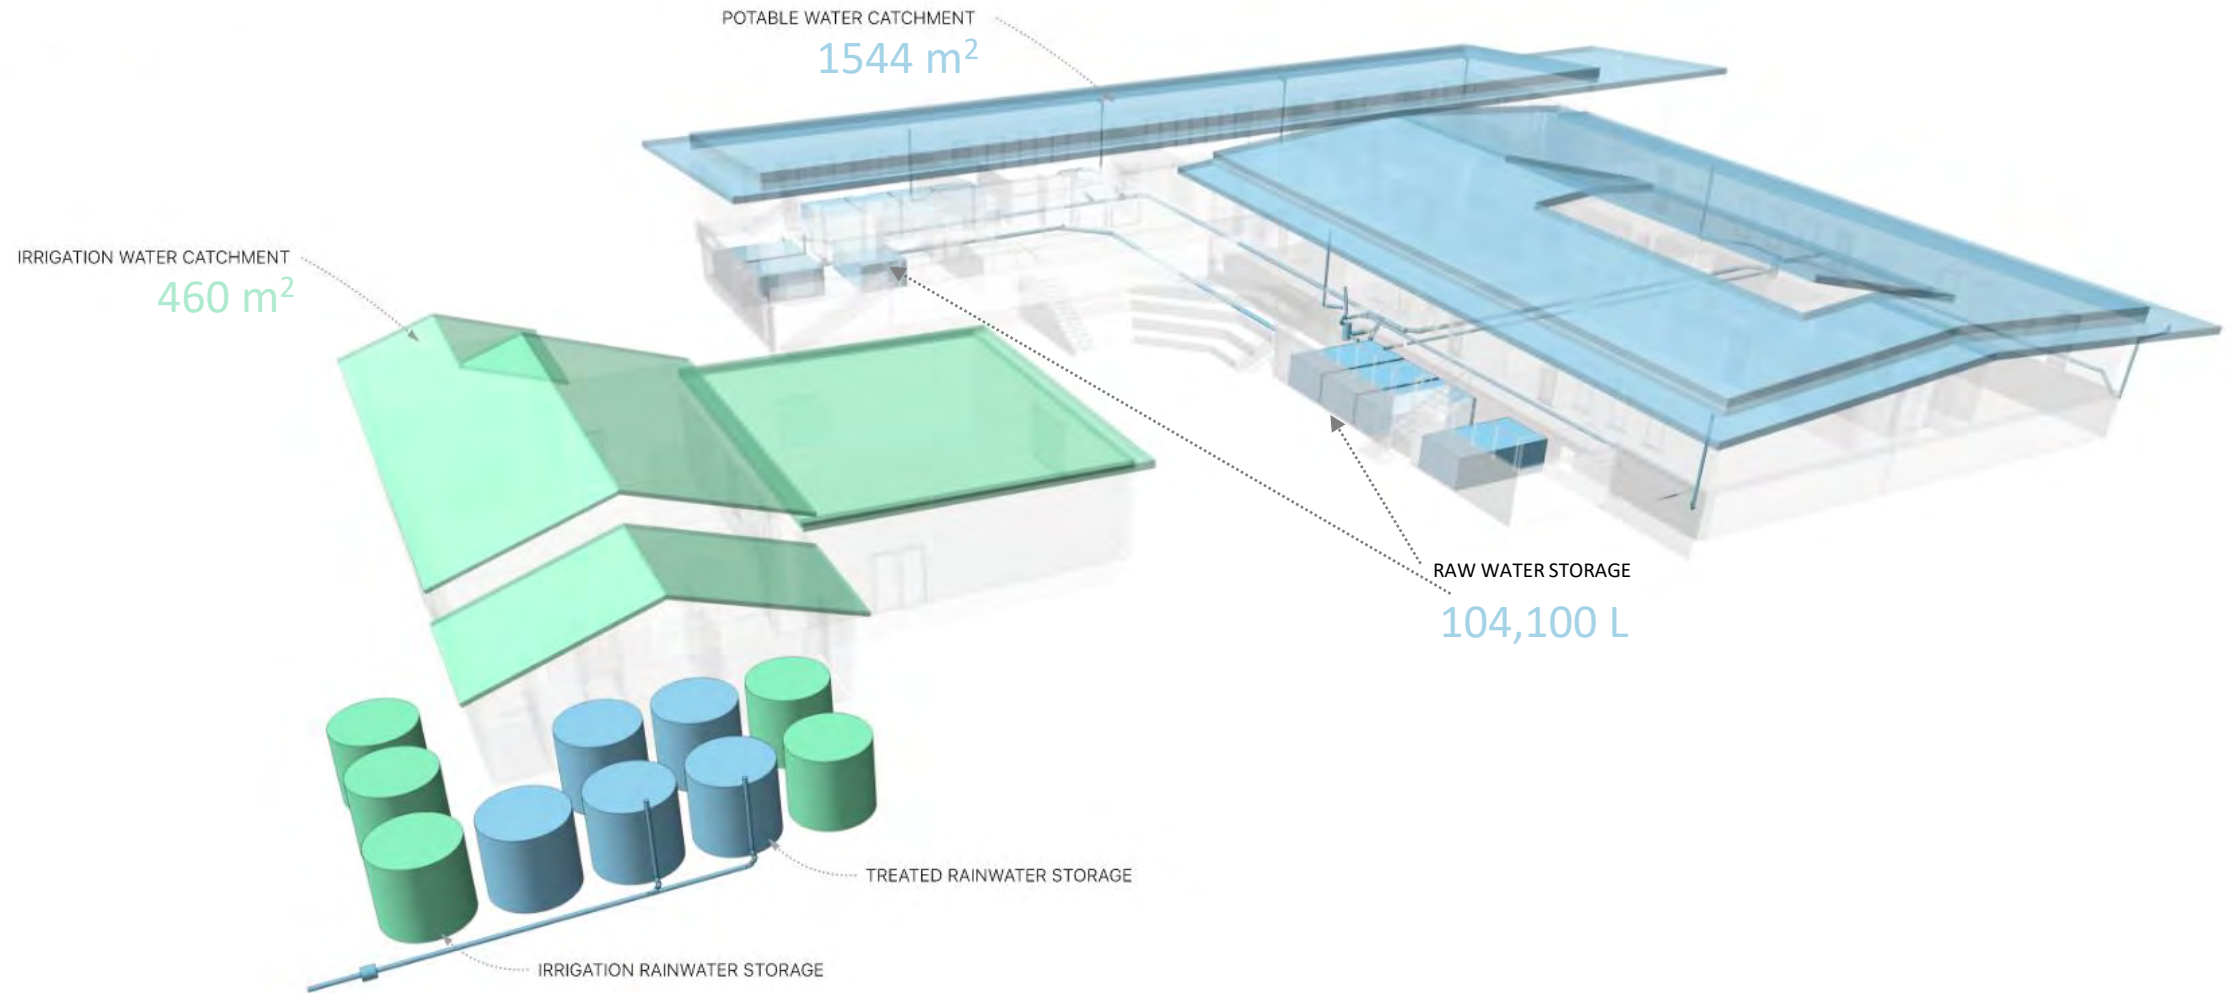 POTABLE WATER CATCHMENT
1544 m²
IRRIGATION WATER CATCHMENT
460 m²
RAW WATER STORAGE
104,100 L
TREATED RAINWATER STORAGE
IRRIGATION RAINWATER STORAGE